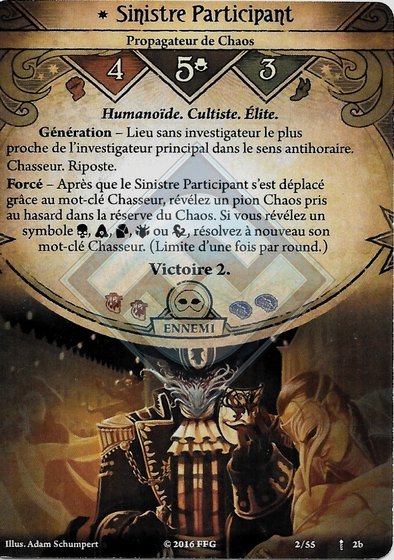 Sinistre Participant
Propagateur de Chaos
4 5 3
Humanoïde. Cultiste. Élite.
Génération – Lieu sans investigateur le plus
proche de l'investigateur principal dans le sens antihoraire.
Chasseur. Riposte.
Forcé – Après que le Sinistre Participant s'est déplacé
grâce au mot-clé Chasseur, révélez un pion Chaos pris
au hasard dans la réserve du Chaos. Si vous révélez un
symbole , , , ou , résolvez à nouveau son
mot-clé Chasseur. (Limite d'une fois par round.)
Victoire 2.
ENNEMI
Illus. Adam Schumpert © 2016 FFG 2/55 2b